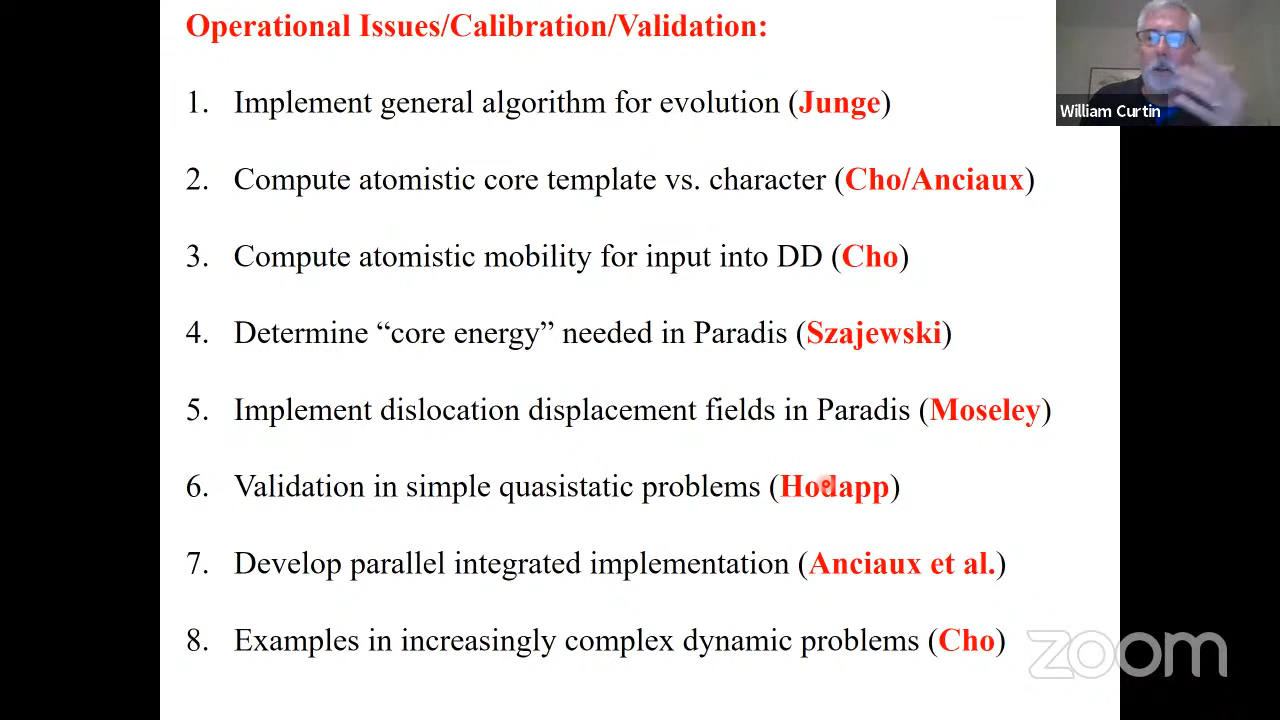 Operational Issues/Calibration/Validation:
William Curtin
1. Implement general algorithm for evolution (Junge)
2. Compute atomistic core template vs. character (Cho/Anciaux)
3. Compute atomistic mobility for input into DD (Cho)
4. Determine “core energy” needed in Paradis (Szajewski)
5. Implement dislocation displacement fields in Paradis (Moseley)
6. Validation in simple quasistatic problems (Hodapp)
7. Develop parallel integrated implementation (Anciaux et al.)
8. Examples in increasingly complex dynamic problems (Cho)
zoom